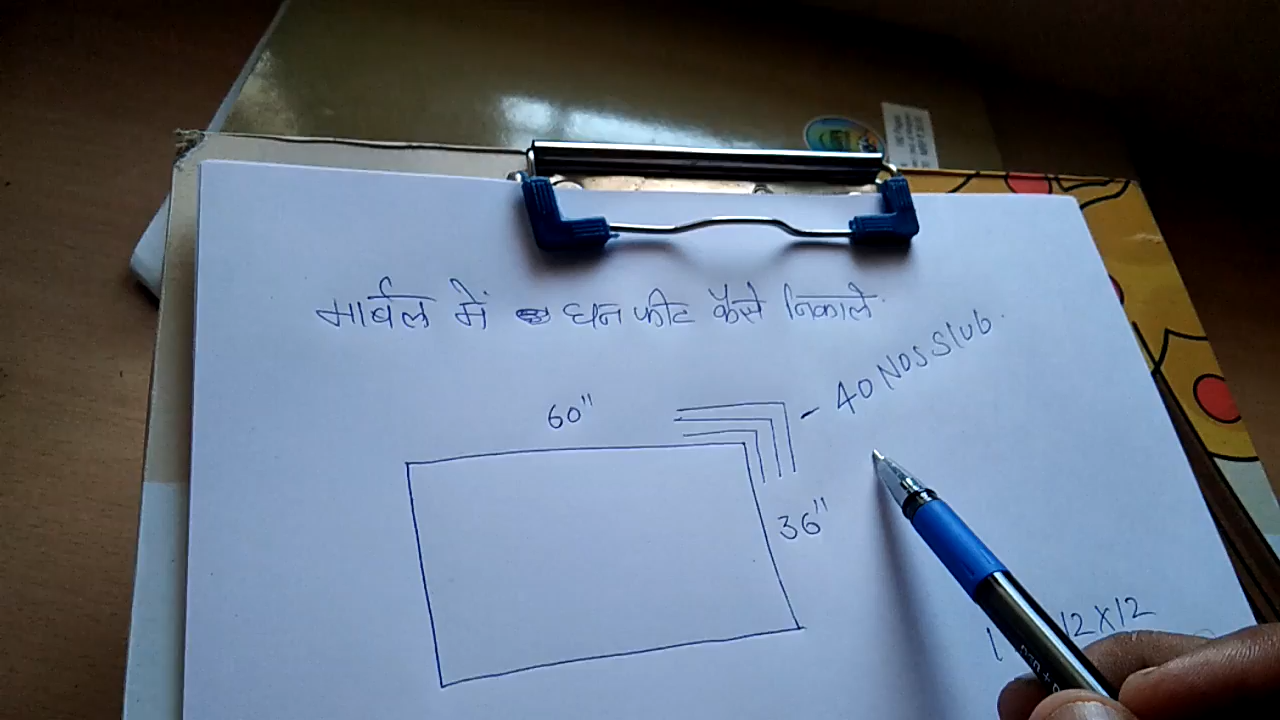 मार्बल में घन फीट कैसे निकाले.
60"
- 40 Nos Slub.
36"
12 X 12